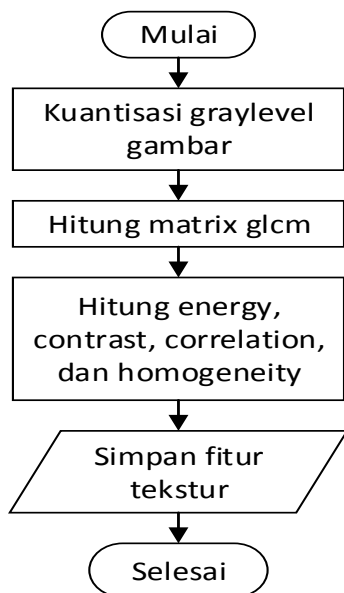 Mulai
Kuantisasi graylevel
gambar
Hitung matrix glcm
Hitung energy,
contrast, correlation,
dan homogeneity
Simpan fitur
tekstur
Selesai